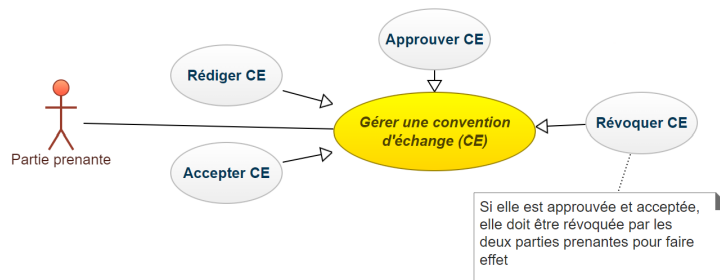 Approuver CE
Rédiger CE
Gérer une convention
d'échange (CE)
Révoquer CE
Partie prenante
Accepter CE
Si elle est approuvée et acceptée,
elle doit être révoquée par les
deux parties prenantes pour faire
effet